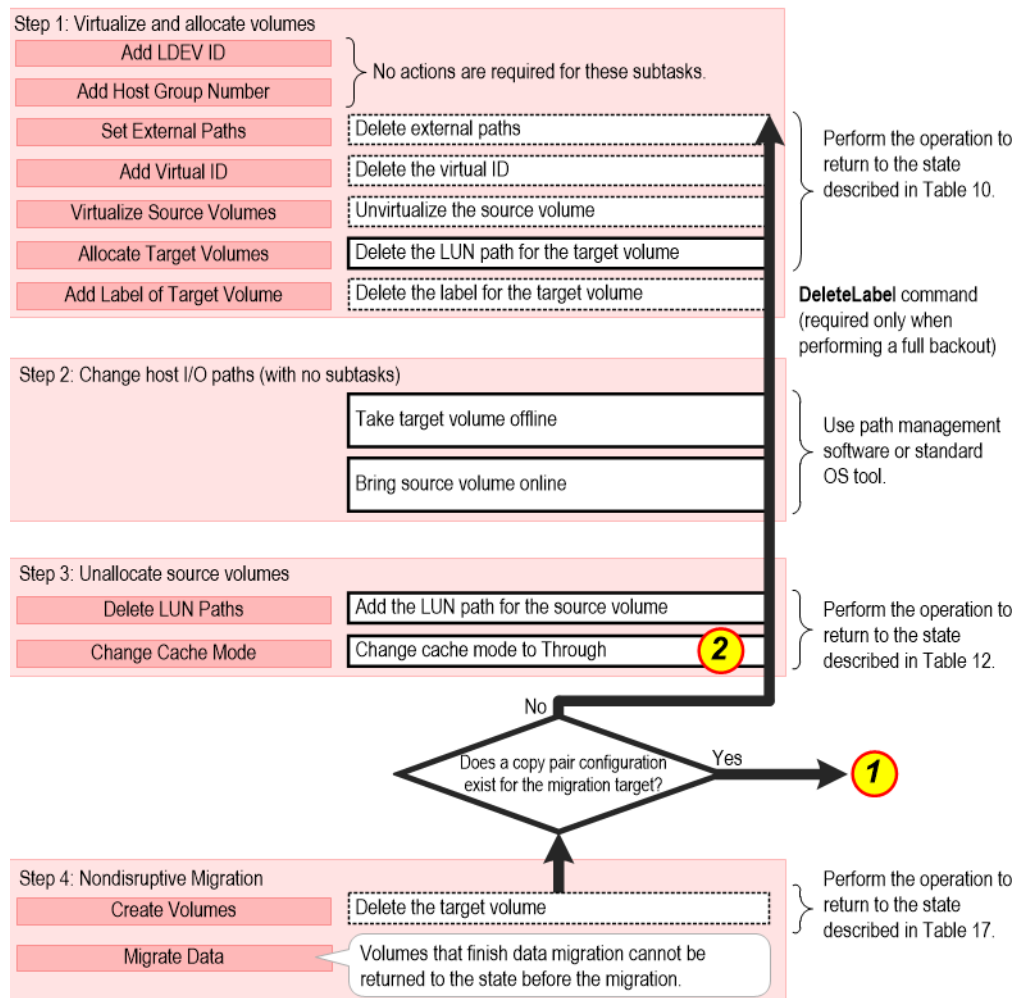 Step 1: Virtualize and allocate volumes
Add LDEV ID
Add Host Group Number
No actions are required for these subtasks.
Set External Paths
Delete external paths
Add Virtual ID
Delete the virtual ID
Virtualize Source Volumes
Unvirtualize the source volume
Allocate Target Volumes
Delete the LUN path for the target volume
Perform the operation to
return to the state
described in Table 10.
Add Label of Target Volume
Delete the label for the target volume
DeleteLabel command
(required only when
performing a full backout)
Step 2: Change host I/O paths (with no subtasks)
Take target volume offline
Bring source volume online
Use path management
software or standard
OS tool.
Step 3: Unallocate source volumes
Delete LUN Paths
Add the LUN path for the source volume
Change Cache Mode
Change cache mode to Through
2
Perform the operation to
return to the state
described in Table 12.
No
Does a copy pair configuration
exist for the migration target?
Yes
1
Step 4: Nondisruptive Migration
Create Volumes
Delete the target volume
Perform the operation to
return to the state
described in Table 17.
Migrate Data
Volumes that finish data migration cannot be
returned to the state before the migration.